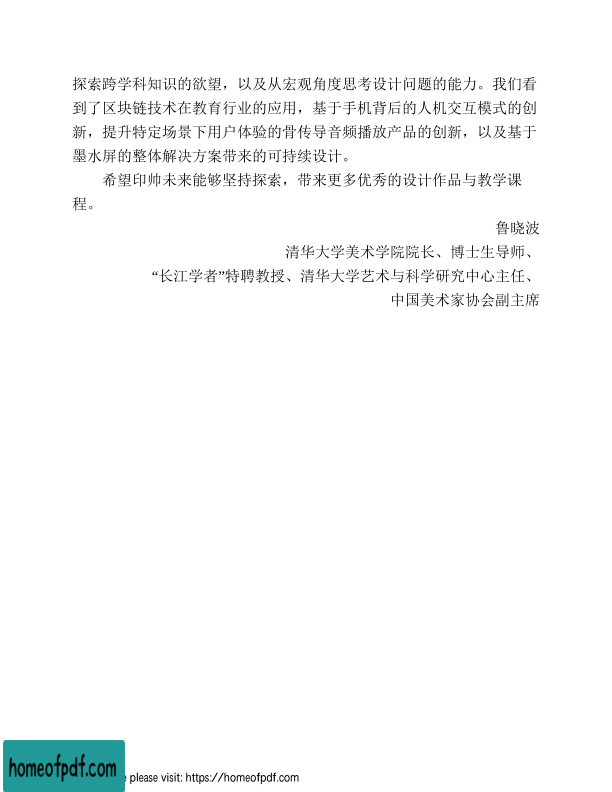 探索跨学科知识的欲望，以及从宏观角度思考设计问题的能力。我们看
到了区块链技术在教育行业的应用，基于手机背后的人机交互模式的创
新，提升特定场景下用户体验的骨传导音频播放产品的创新，以及基于
墨水屏的整体解决方案带来的可持续设计。
希望印帅未来能够坚持探索，带来更多优秀的设计作品与教学课
程。
鲁晓波
清华大学美术学院院长、博士生导师、
“长江学者”特聘教授、清华大学艺术与科学研究中心主任、
中国美术家协会副主席
homeofpdf.com
please visit: https://homeofpdf.com